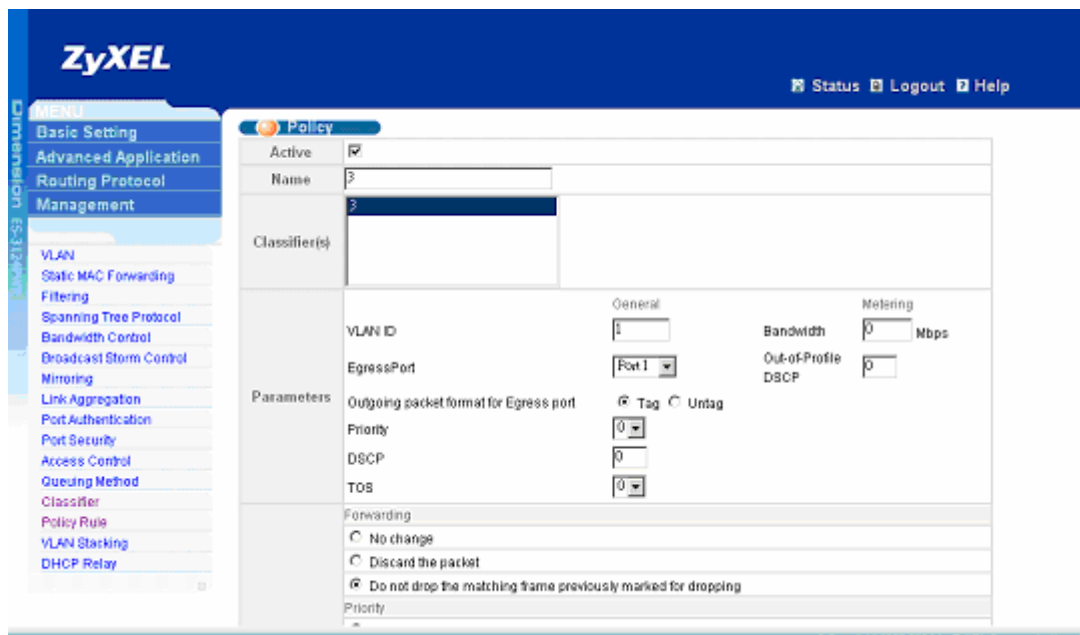 ZyXEL
Status Logout Help
Dimension ES-3124PWR
MENU
Basic Setting
Advanced Application
Routing Protocol
Management
VLAN
Static MAC Forwarding
Filtering
Spanning Tree Protocol
Bandwidth Control
Broadcast Storm Control
Mirroring
Link Aggregation
Port Authentication
Port Security
Access Control
Queuing Method
Classifier
Policy Rule
VLAN Stacking
DHCP Relay
Policy
Active
Name 3
Classifier(s) 3
Parameters
General Metering
VLAN ID 1 Bandwidth 0 Mbps
EgressPort Port 1 Out-of-Profile DSCP 0
Outgoing packet format for Egress port Tag Untag
Priority 0
DSCP 0
TOS 0
Forwarding
No change
Discard the packet
Do not drop the matching frame previously marked for dropping
Priority